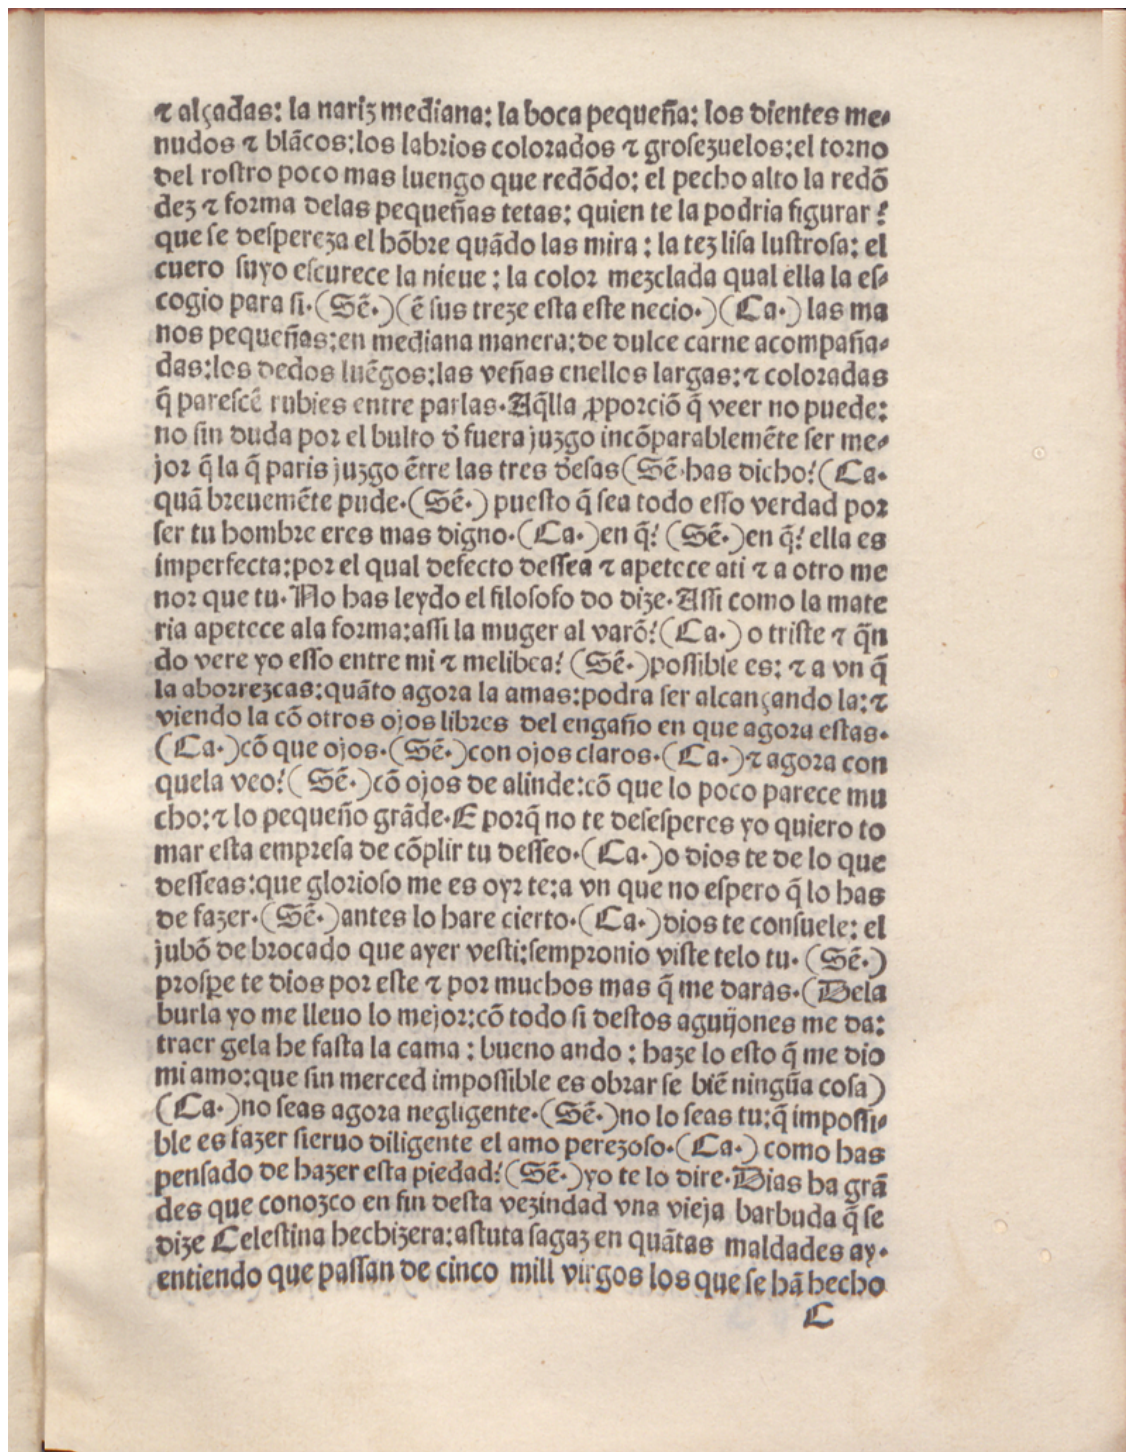 ⁊ alçadas: la nariz mediana: la boca pequeña: los dientes me-
nudos ⁊ blãcos:los labrios colorados ⁊ grosezuelos:el torno
del rostro poco mas luengo que redõdo: el pecho alto la redõ
dez ⁊ forma delas pequeñas tetas: quien te la podria figurar?
que se despereza el hõbre quãdo las mira : la tez lisa lustrosa: el
cuero suyo escurece la nieue : la color mezclada qual ella la es-
cogio para si.(Sẽ.)(ẽ sus treze esta este necio.)(Ca.) las ma
nos pequeñas:en mediana manera:de dulce carne acompaña-
das:los dedos luẽgos:las veñas enellos largas:⁊ coloradas
q̃ parescẽ rubies entre parlas.Aq̃lla ꝓporciõ q̃ veer no puede:
no sin duda por el bulto d̕ fuera juzgo incõparablemẽte ser me-
jor q̃ la q̃ paris juzgo ẽtre las tres d̕esas(Sẽ.has dicho?(Ca.
quã breuemẽte pude.(Sẽ.) puesto q̃ sea todo esso verdad por
ser tu hombre eres mas digno.(Ca.)en q̃? (Sẽ.)en q̃? ella es
imperfecta:por el qual defecto dessea ⁊ apetece ati ⁊ a otro me
nor que tu.No has leydo el filosofo do dize.Assi como la mate
ria apetece ala forma:assi la muger al varõ?(Ca.) o triste ⁊ q̃n
do vere yo esso entre mi ⁊ melibea? (Sẽ.)possible es: ⁊ a vn q̃
la aborrezcas:quãto agora la amas:podra ser alcançando la:⁊
viendo la cõ otros ojos libres del engaño en que agora estas.
(Ca.)cõ que ojos.(Sẽ.)con ojos claros.(Ca.)⁊ agora con
quela veo?(Sẽ.)cõ ojos de alinde:cõ que lo poco parece mu
cho:⁊ lo pequeño grãde.E porq̃ no te desesperes yo quiero to
mar esta empresa de cõplir tu desseo.(Ca.)o dios te de lo que
desseas:que glorioso me es oyr te:a vn que no espero q̃ lo has
de fazer.(Sẽ.)antes lo hare cierto.(Ca.)dios te consuele: el
jubõ de brocado que ayer vesti:sempronio viste telo tu. (Sẽ.)
prosꝑe te dios por este ⁊ por muchos mas q̃ me daras.(Dela
burla yo me lleuo lo mejor:cõ todo si destos aguijones me da:
traer gela he fasta la cama : bueno ando : haze lo esto q̃ me dio
mi amo:que sin merced impossible es obrar se biẽ ningũa cosa)
(Ca.)no seas agora negligente.(Sẽ.)no lo seas tu:q̃ impossi-
ble es fazer sieruo diligente el amo perezoso.(Ca.) como has
pensado de hazer esta piedad?(Sẽ.)yo te lo dire.Dias ha grã
des que conozco en fin desta vezindad vna vieja barbuda q̃ se
dize Celestina hechizera:astuta sagaz en quãtas maldades ay.
entiendo que passan de cinco mill virgos los que se hã hecho
C